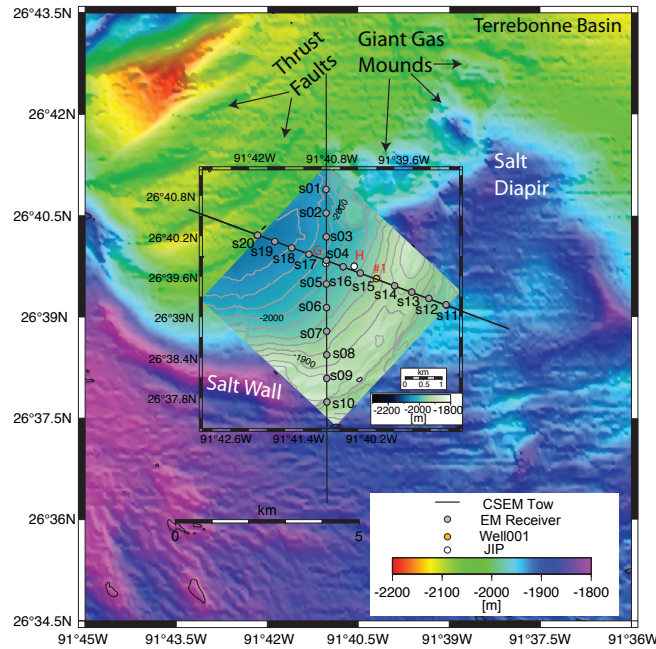 26°43.5N
Terrebonne Basin
Giant Gas
Mounds
Thrust
Faults
26°42N
91°42W 91°40.8W 91°39.6W
Salt
Diapir
26°40.8N
s01
26°40.5N
s02
-2000
26°40.2N
s20 s19 s18 s17 G s03 s04 H #1
26°39.6N
s05 s16 s15 s14 s13 s12 s11
26°39N
26°39N
s06
-2000
s07
26°38.4N
-1900
s08
Salt Wall
s09
km
0 0.5 1
26°37.8N
s10
-2200 -2000 -1800
[m]
26°37.5N
91°42.6W 91°41.4W 91°40.2W
km
0 5
26°36N
CSEM Tow
EM Receiver
Well001
JIP
-2200 -2100 -2000 -1900 -1800
[m]
26°34.5N
91°45W 91°43.5W 91°42W 91°40.5W 91°39W 91°37.5W 91°36W